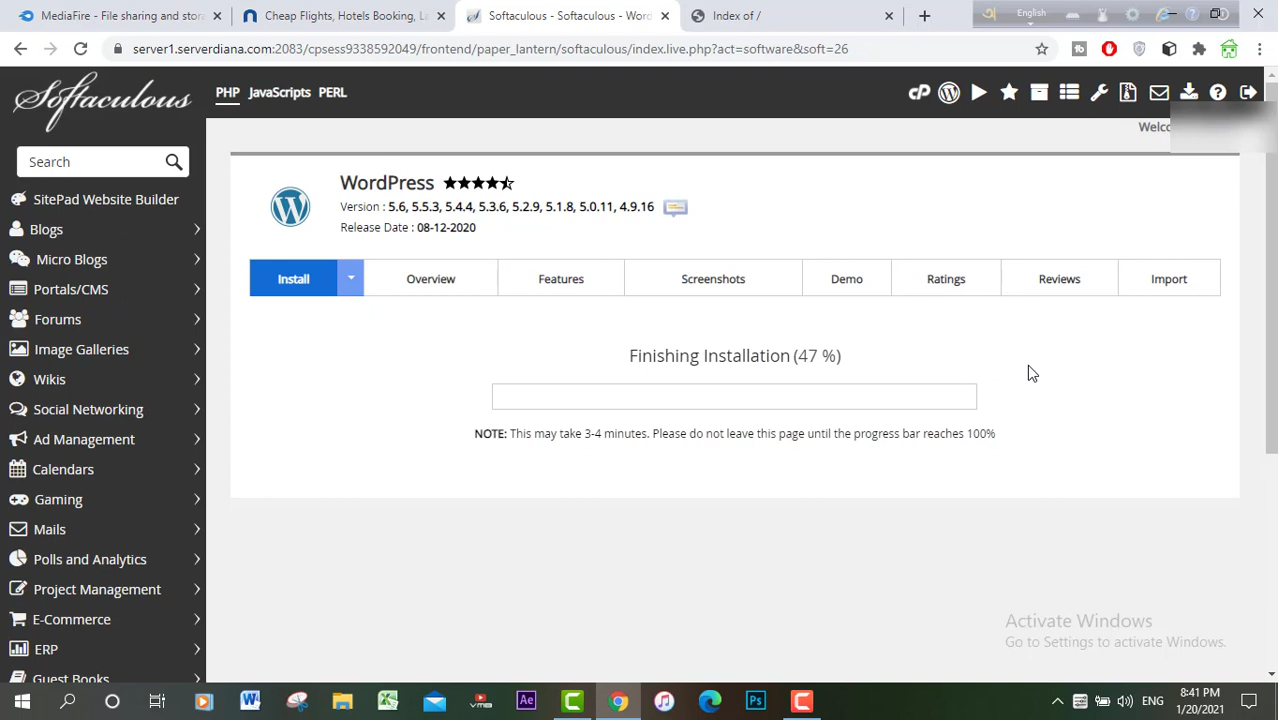 MediaFire - File sharing and stora
Cheap Flights, Hotels Booking, La
Softaculous - Softaculous - Word
Index of /
English
server1.serverdiana.com:2083/cpsess9338592049/frontend/paper_lantern/softaculous/index.live.php?act=software&soft=26
Softaculous
PHP JavaScripts PERL
cP
Welco
Search
SitePad Website Builder
Blogs
Micro Blogs
Portals/CMS
Forums
Image Galleries
Wikis
Social Networking
Ad Management
Calendars
Gaming
Mails
Polls and Analytics
Project Management
E-Commerce
ERP
Guest Books
WordPress
Version : 5.6, 5.5.3, 5.4.4, 5.3.6, 5.2.9, 5.1.8, 5.0.11, 4.9.16
Release Date : 08-12-2020
Install Overview Features Screenshots Demo Ratings Reviews Import
Finishing Installation (47 %)
NOTE: This may take 3-4 minutes. Please do not leave this page until the progress bar reaches 100%
Activate Windows
Go to Settings to activate Windows.
ENG
8:41 PM
1/20/2021